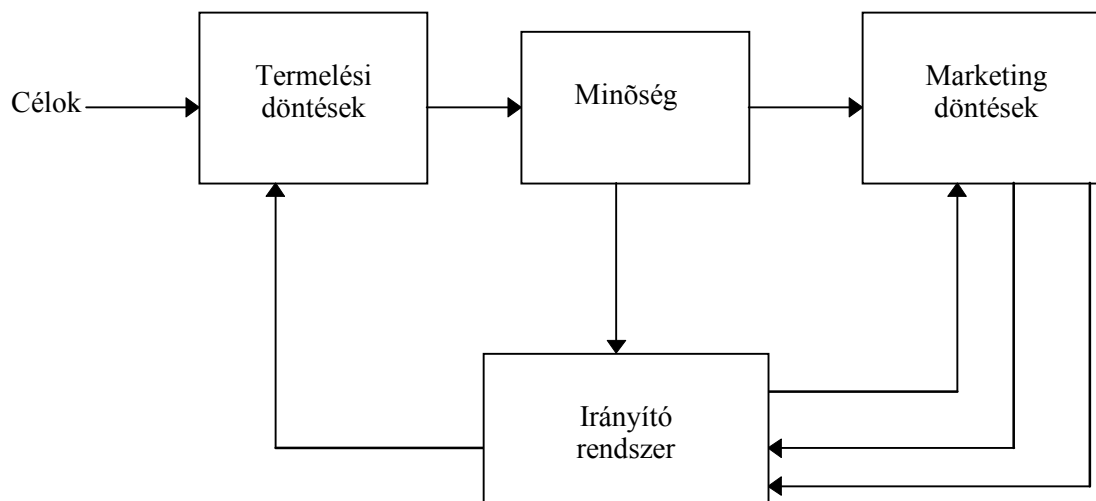 Célok
Termelési
döntések
Minõség
Marketing
döntések
Irányító
rendszer